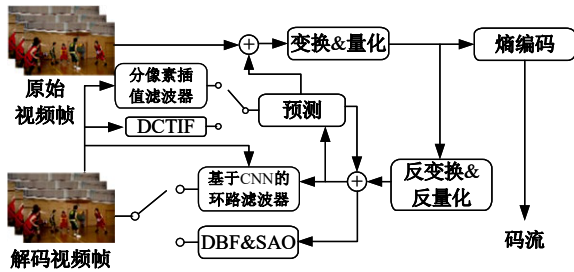 变换&量化
熵编码
原始
视频帧
分像素插
值滤波器
预测
DCTIF
基于CNN的
环路滤波器
反变换&
反量化
DBF&SAO
解码视频帧
码流